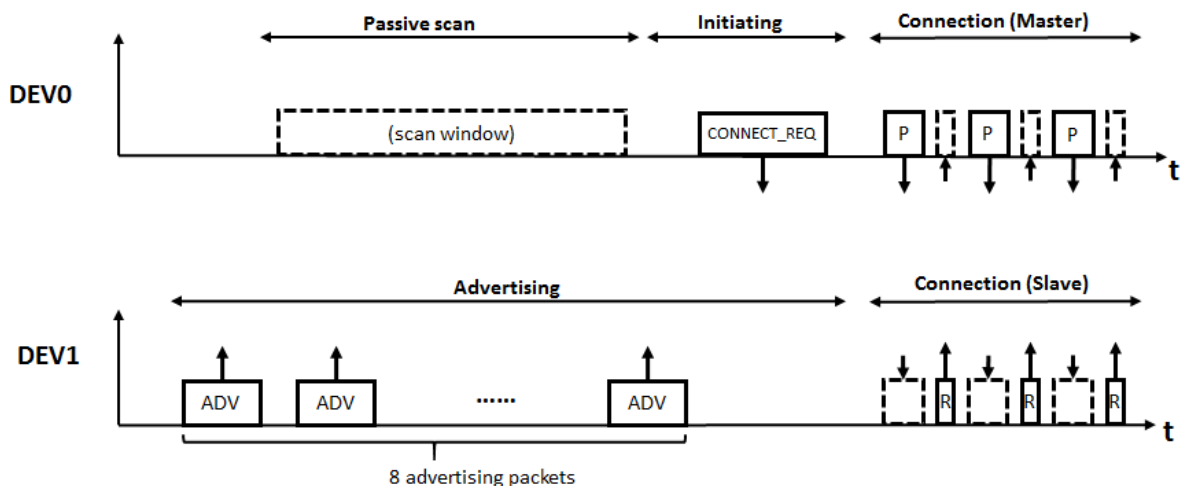 Passive scan Initiating Connection (Master)
DEV0
(scan window) CONNECT_REQ P P P
t
Advertising Connection (Slave)
DEV1
ADV ADV ...... ADV R R R
t
8 advertising packets